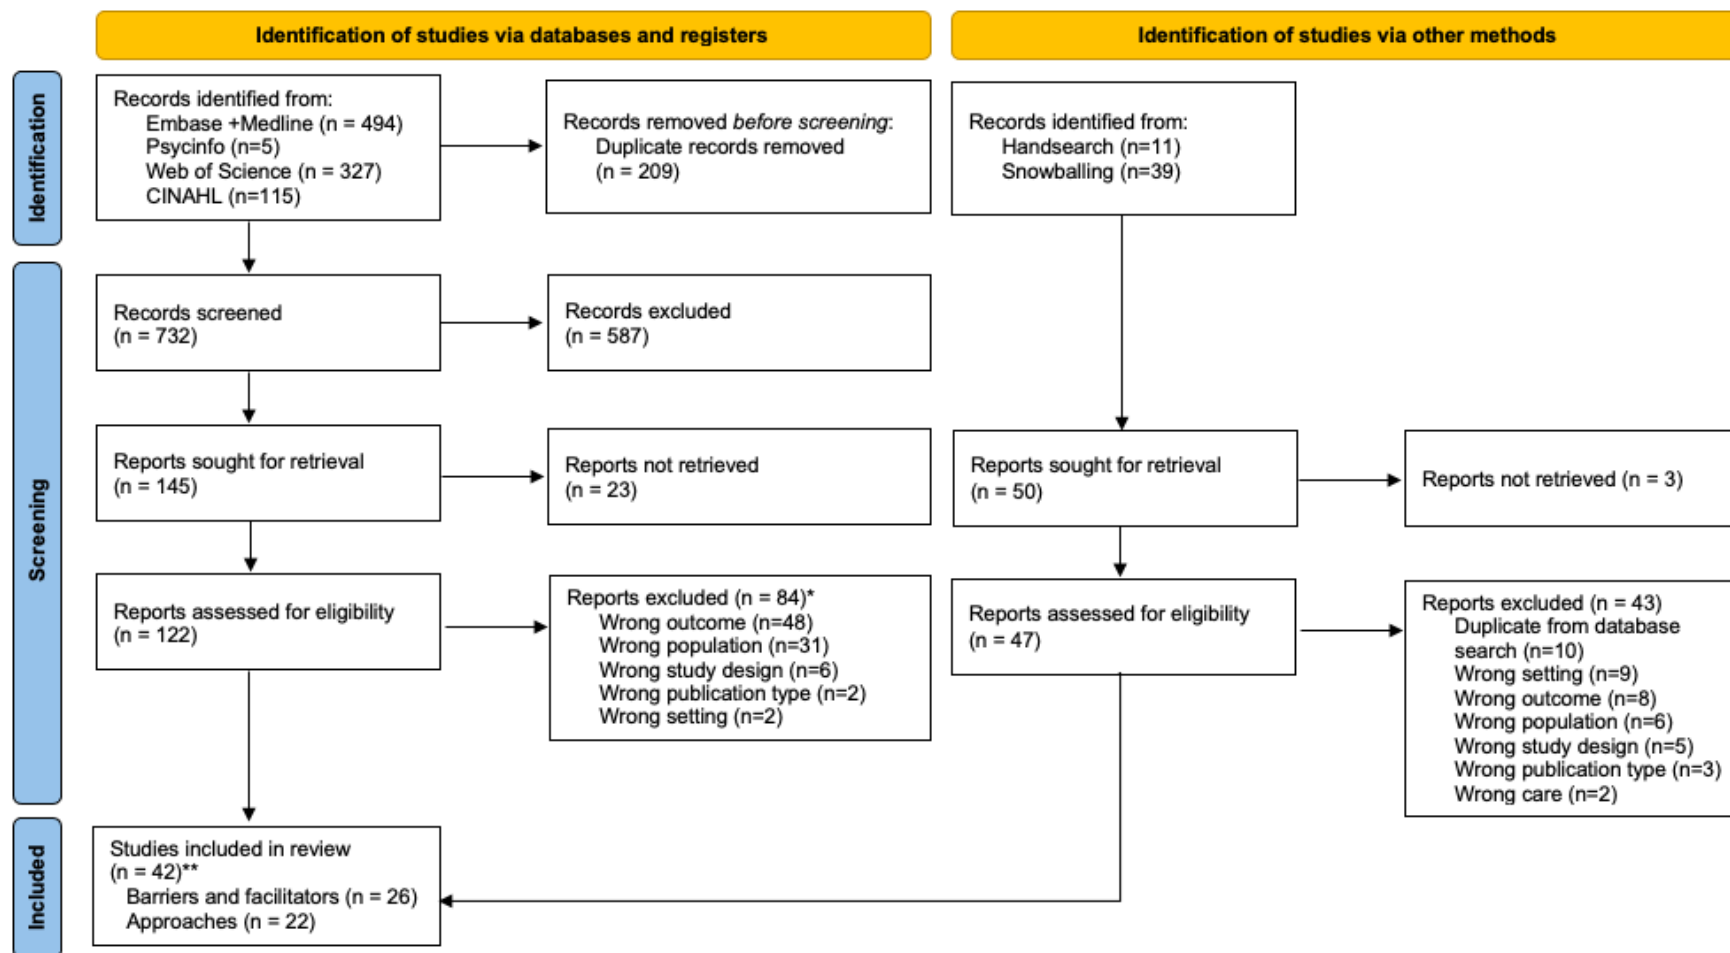 Identification of studies via databases and registers
Identification of studies via other methods
Identification
Records identified from:
Embase +Medline (n = 494)
Psycinfo (n=5)
Web of Science (n = 327)
CINAHL (n=115)
Records removed before screening:
Duplicate records removed
(n = 209)
Records identified from:
Handsearch (n=11)
Snowballing (n=39)
Screening
Records screened
(n = 732)
Records excluded
(n = 587)
Reports sought for retrieval
(n = 145)
Reports not retrieved
(n = 23)
Reports sought for retrieval
(n = 50)
Reports not retrieved (n = 3)
Reports assessed for eligibility
(n = 122)
Reports excluded (n = 84)*
Wrong outcome (n=48)
Wrong population (n=31)
Wrong study design (n=6)
Wrong publication type (n=2)
Wrong setting (n=2)
Reports assessed for eligibility
(n = 47)
Reports excluded (n = 43)
Duplicate from database
search (n=10)
Wrong setting (n=9)
Wrong outcome (n=8)
Wrong population (n=6)
Wrong study design (n=5)
Wrong publication type (n=3)
Wrong care (n=2)
Included
Studies included in review
(n = 42)**
Barriers and facilitators (n = 26)
Approaches (n = 22)